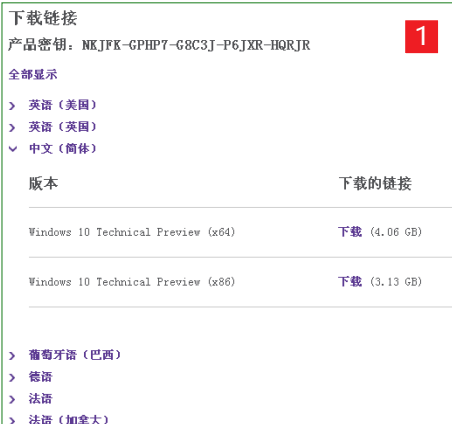 下载链接
产品密钥：NKJFK-GPHP7-G8C3J-P6JXR-HQRJR
1
全部显示
英语（美国）
英语（英国）
中文（简体）
版本 下载的链接
Windows 10 Technical Preview (x64) 下载 (4.06 GB)
Windows 10 Technical Preview (x86) 下载 (3.13 GB)
葡萄牙语（巴西）
德语
法语
法语（加拿大）